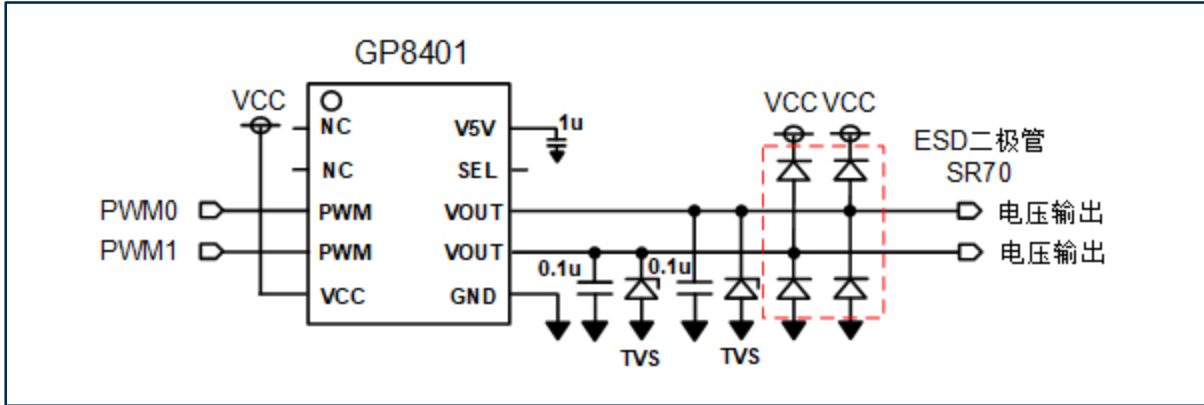 GP8401
VCC
VCC VCC
NC
V5V
1u
ESD二极管
NC
SEL
SR70
PWM0
PWM
VOUT
电压输出
PWM1
PWM
VOUT
电压输出
0.1u
0.1u
VCC
GND
TVS
TVS